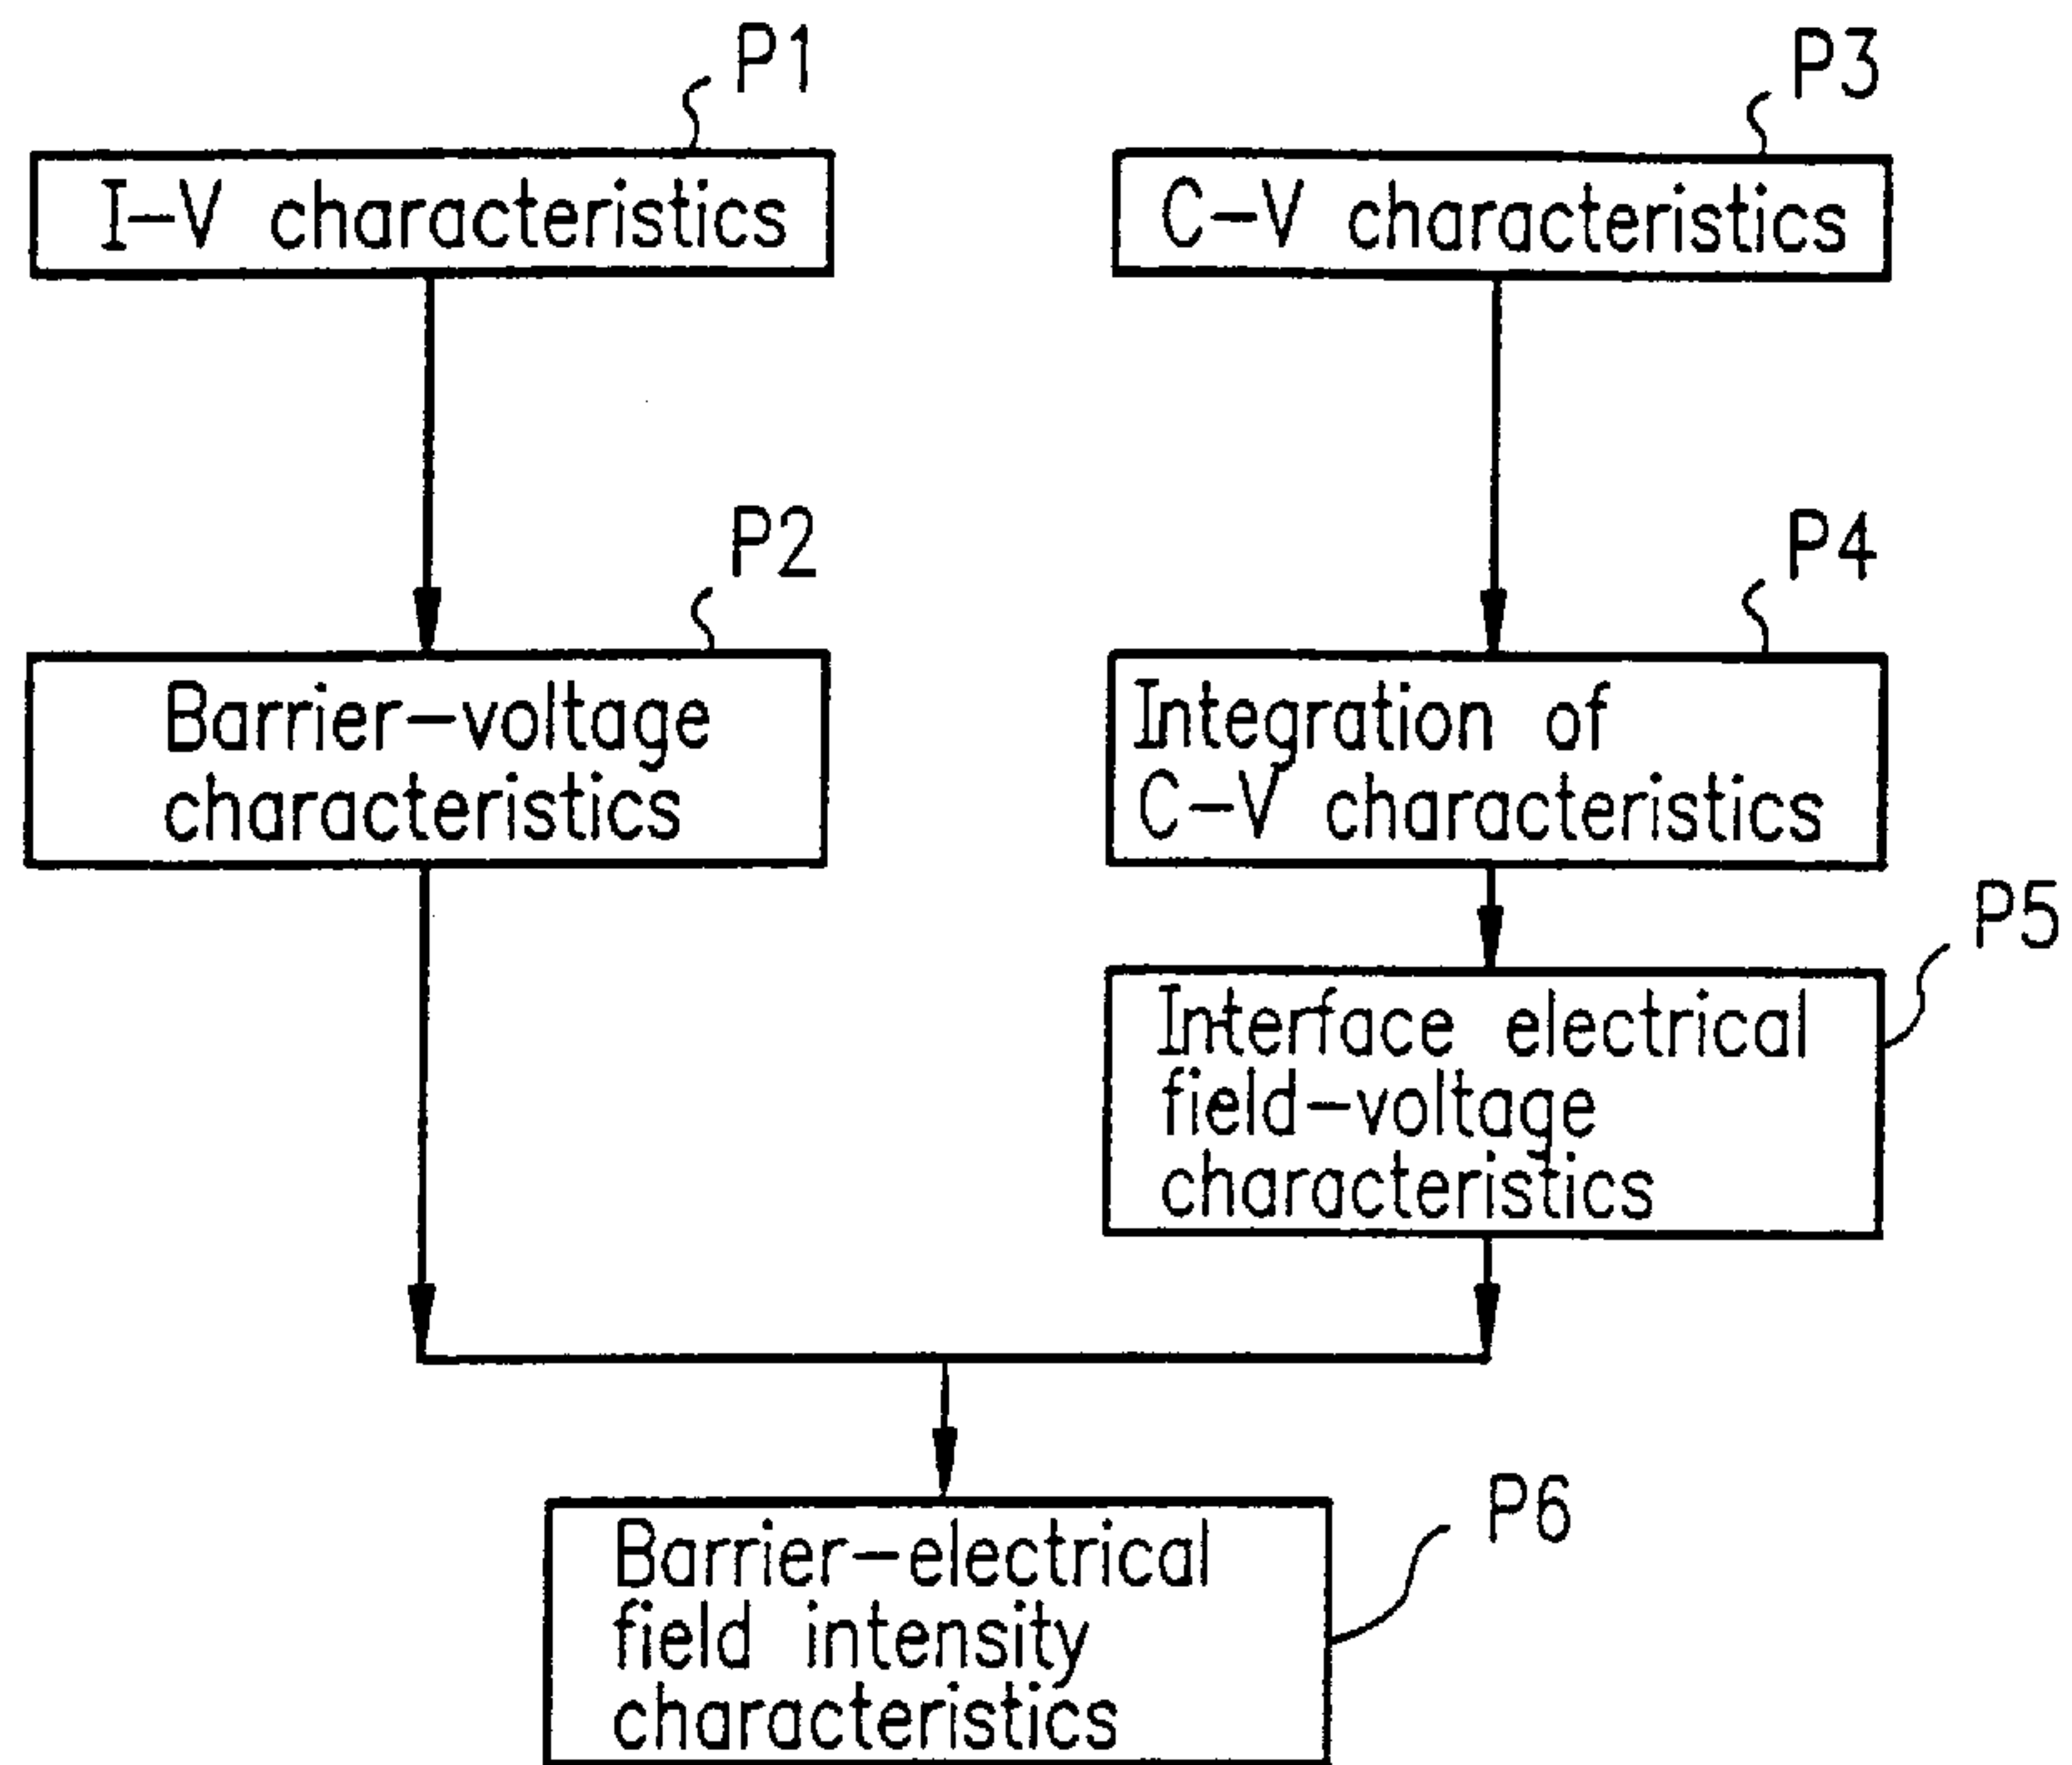 P1
I-V characteristics
P3
C-V characteristics
P2
Barrier-voltage
characteristics
P4
Integration of
C-V characteristics
P5
Interface electrical
field-voltage
characteristics
P6
Barrier-electrical
field intensity
characteristics